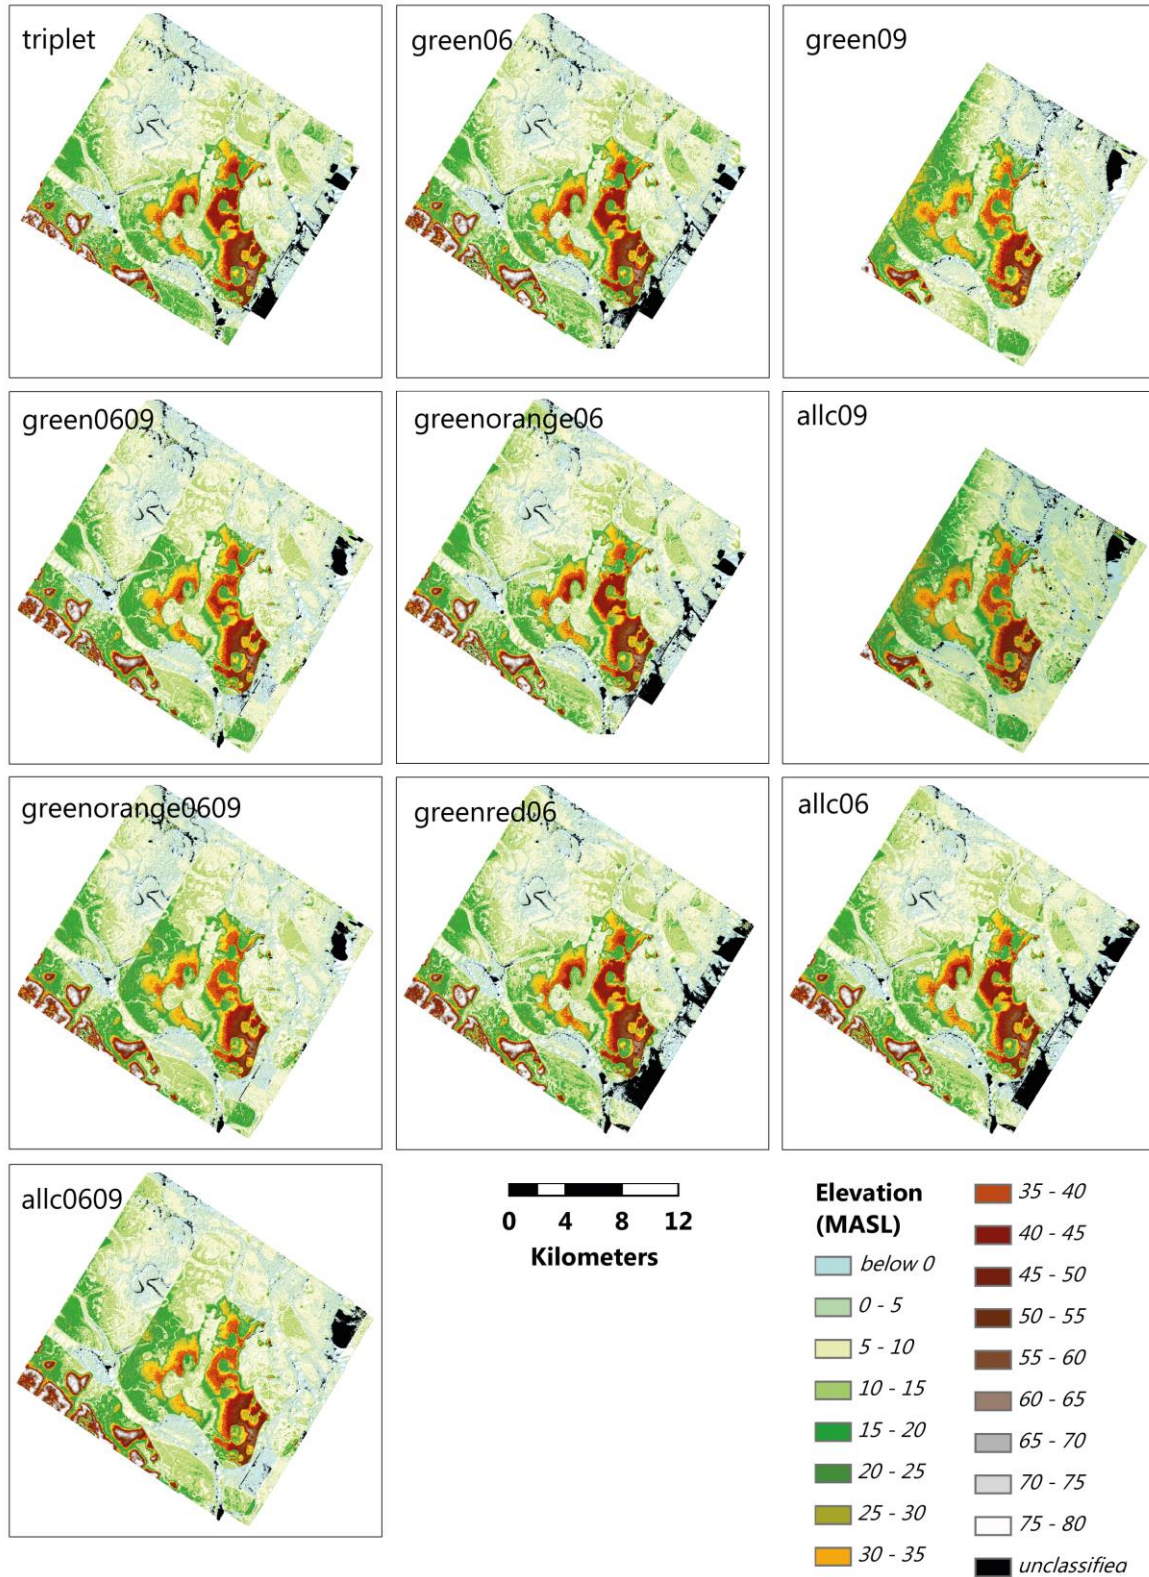 triplet
green06
green09
green0609
greenorange06
allc09
greenorange0609
greenred06
allc06
allc0609
0 4 8 12
Kilometers
Elevation
(MASL)
below 0
0 - 5
5 - 10
10 - 15
15 - 20
20 - 25
25 - 30
30 - 35
35 - 40
40 - 45
45 - 50
50 - 55
55 - 60
60 - 65
65 - 70
70 - 75
75 - 80
unclassified